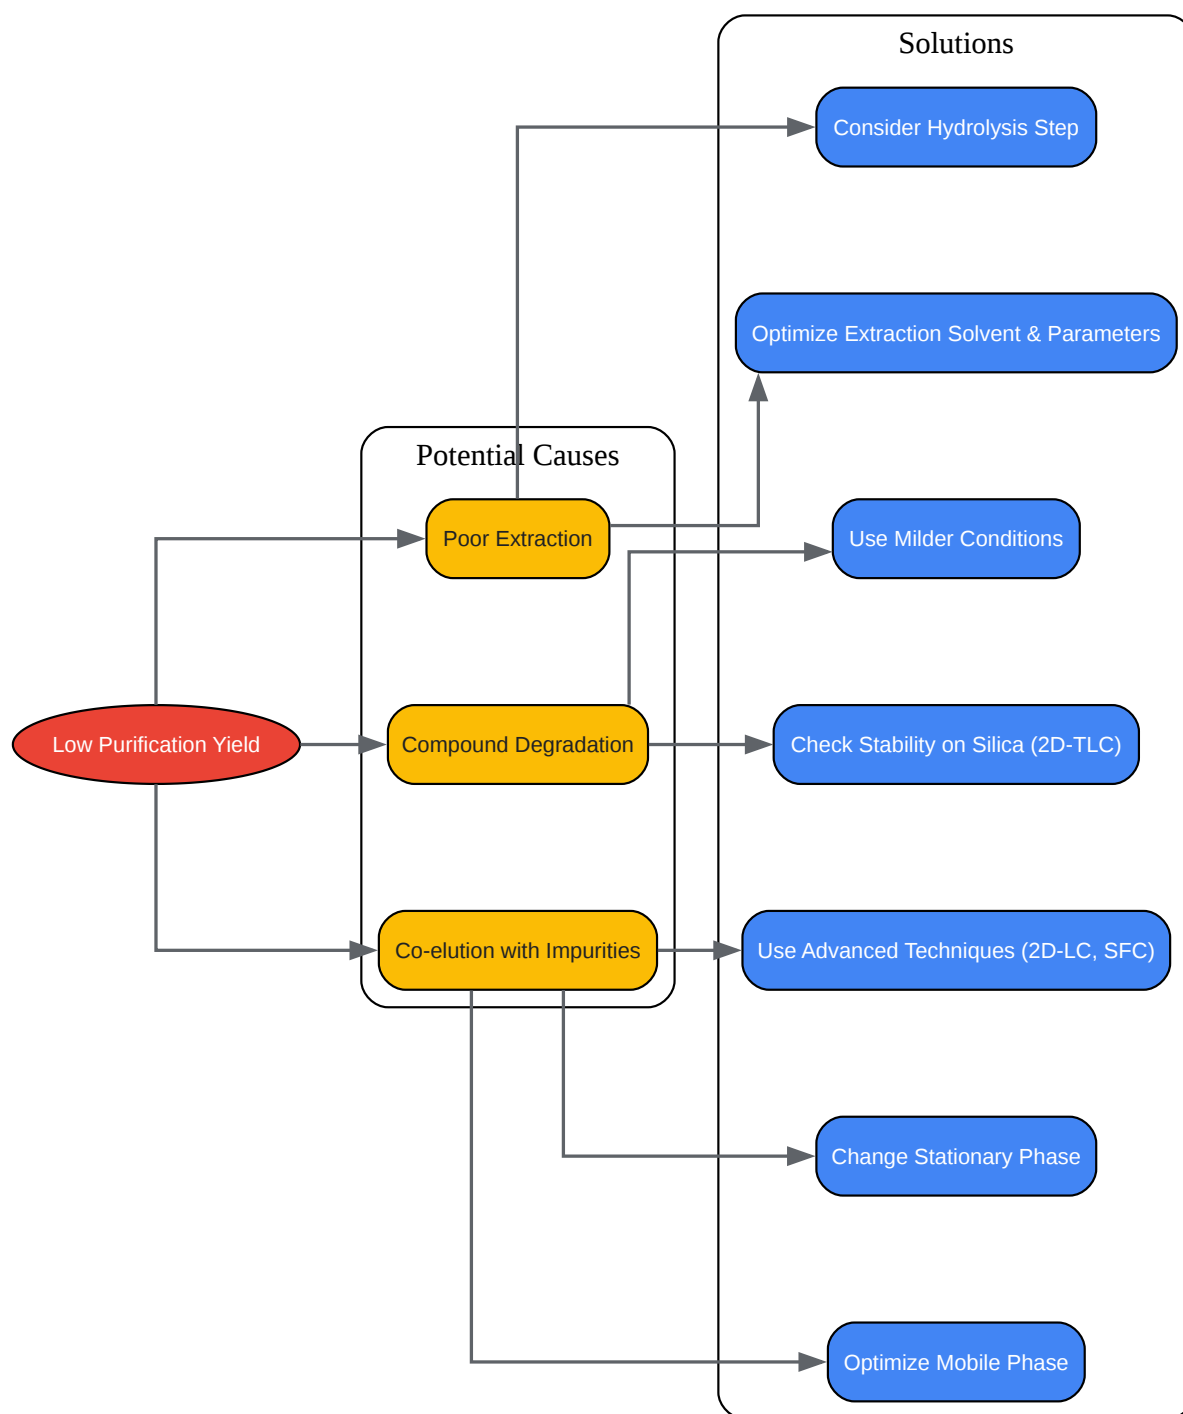 Solutions
Consider Hydrolysis Step
Optimize Extraction Solvent & Parameters
Potential Causes
Poor Extraction
Use Milder Conditions
Low Purification Yield
Compound Degradation
Check Stability on Silica (2D-TLC)
Co-elution with Impurities
Use Advanced Techniques (2D-LC, SFC)
Change Stationary Phase
Optimize Mobile Phase